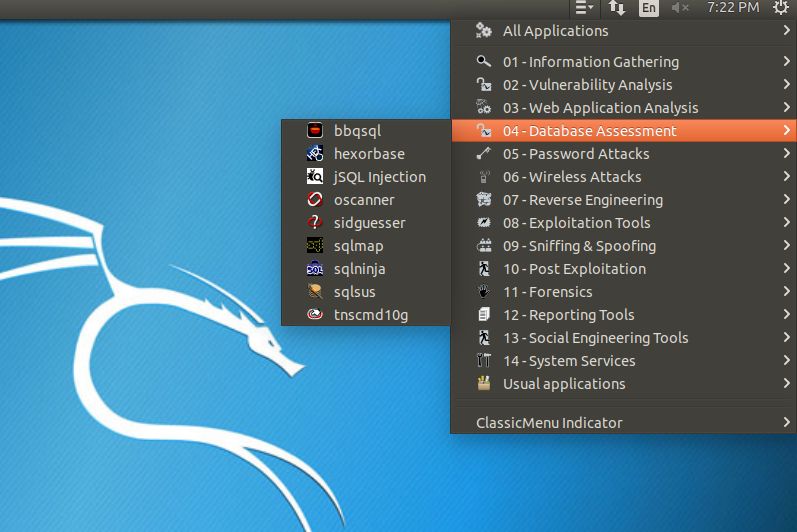 En 7:22 PM
All Applications
01 - Information Gathering
02 - Vulnerability Analysis
03 - Web Application Analysis
04 - Database Assessment
05 - Password Attacks
06 - Wireless Attacks
07 - Reverse Engineering
08 - Exploitation Tools
09 - Sniffing & Spoofing
10 - Post Exploitation
11 - Forensics
12 - Reporting Tools
13 - Social Engineering Tools
14 - System Services
Usual applications
ClassicMenu Indicator
bbqsql
hexorbase
jSQL Injection
oscanner
sidguesser
sqlmap
sqlninja
sqlsus
tnscmd10g